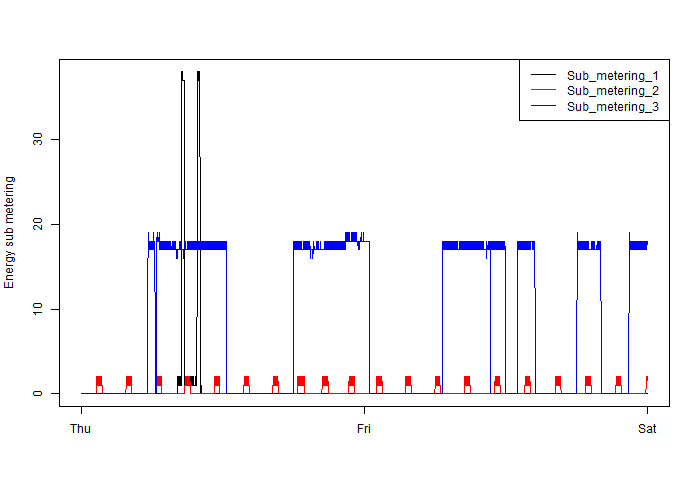 Energy sub metering
30
20
10
0
Sub_metering_1
Sub_metering_2
Sub_metering_3
Thu
Fri
Sat